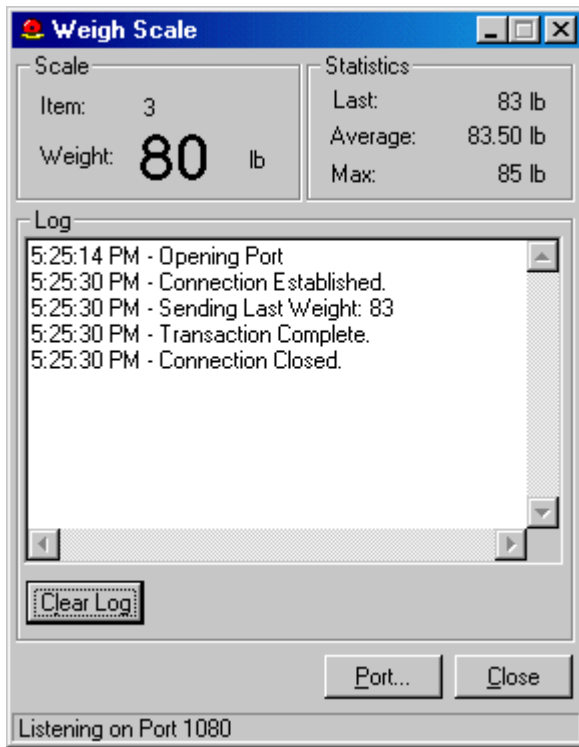 Weigh Scale
Scale
Item: 3
Weight: 80 lb
Statistics
Last: 83 lb
Average: 83.50 lb
Max: 85 lb
Log
5:25:14 PM - Opening Port
5:25:30 PM - Connection Established.
5:25:30 PM - Sending Last Weight: 83
5:25:30 PM - Transaction Complete.
5:25:30 PM - Connection Closed.
Clear Log
Port... Close
Listening on Port 1080